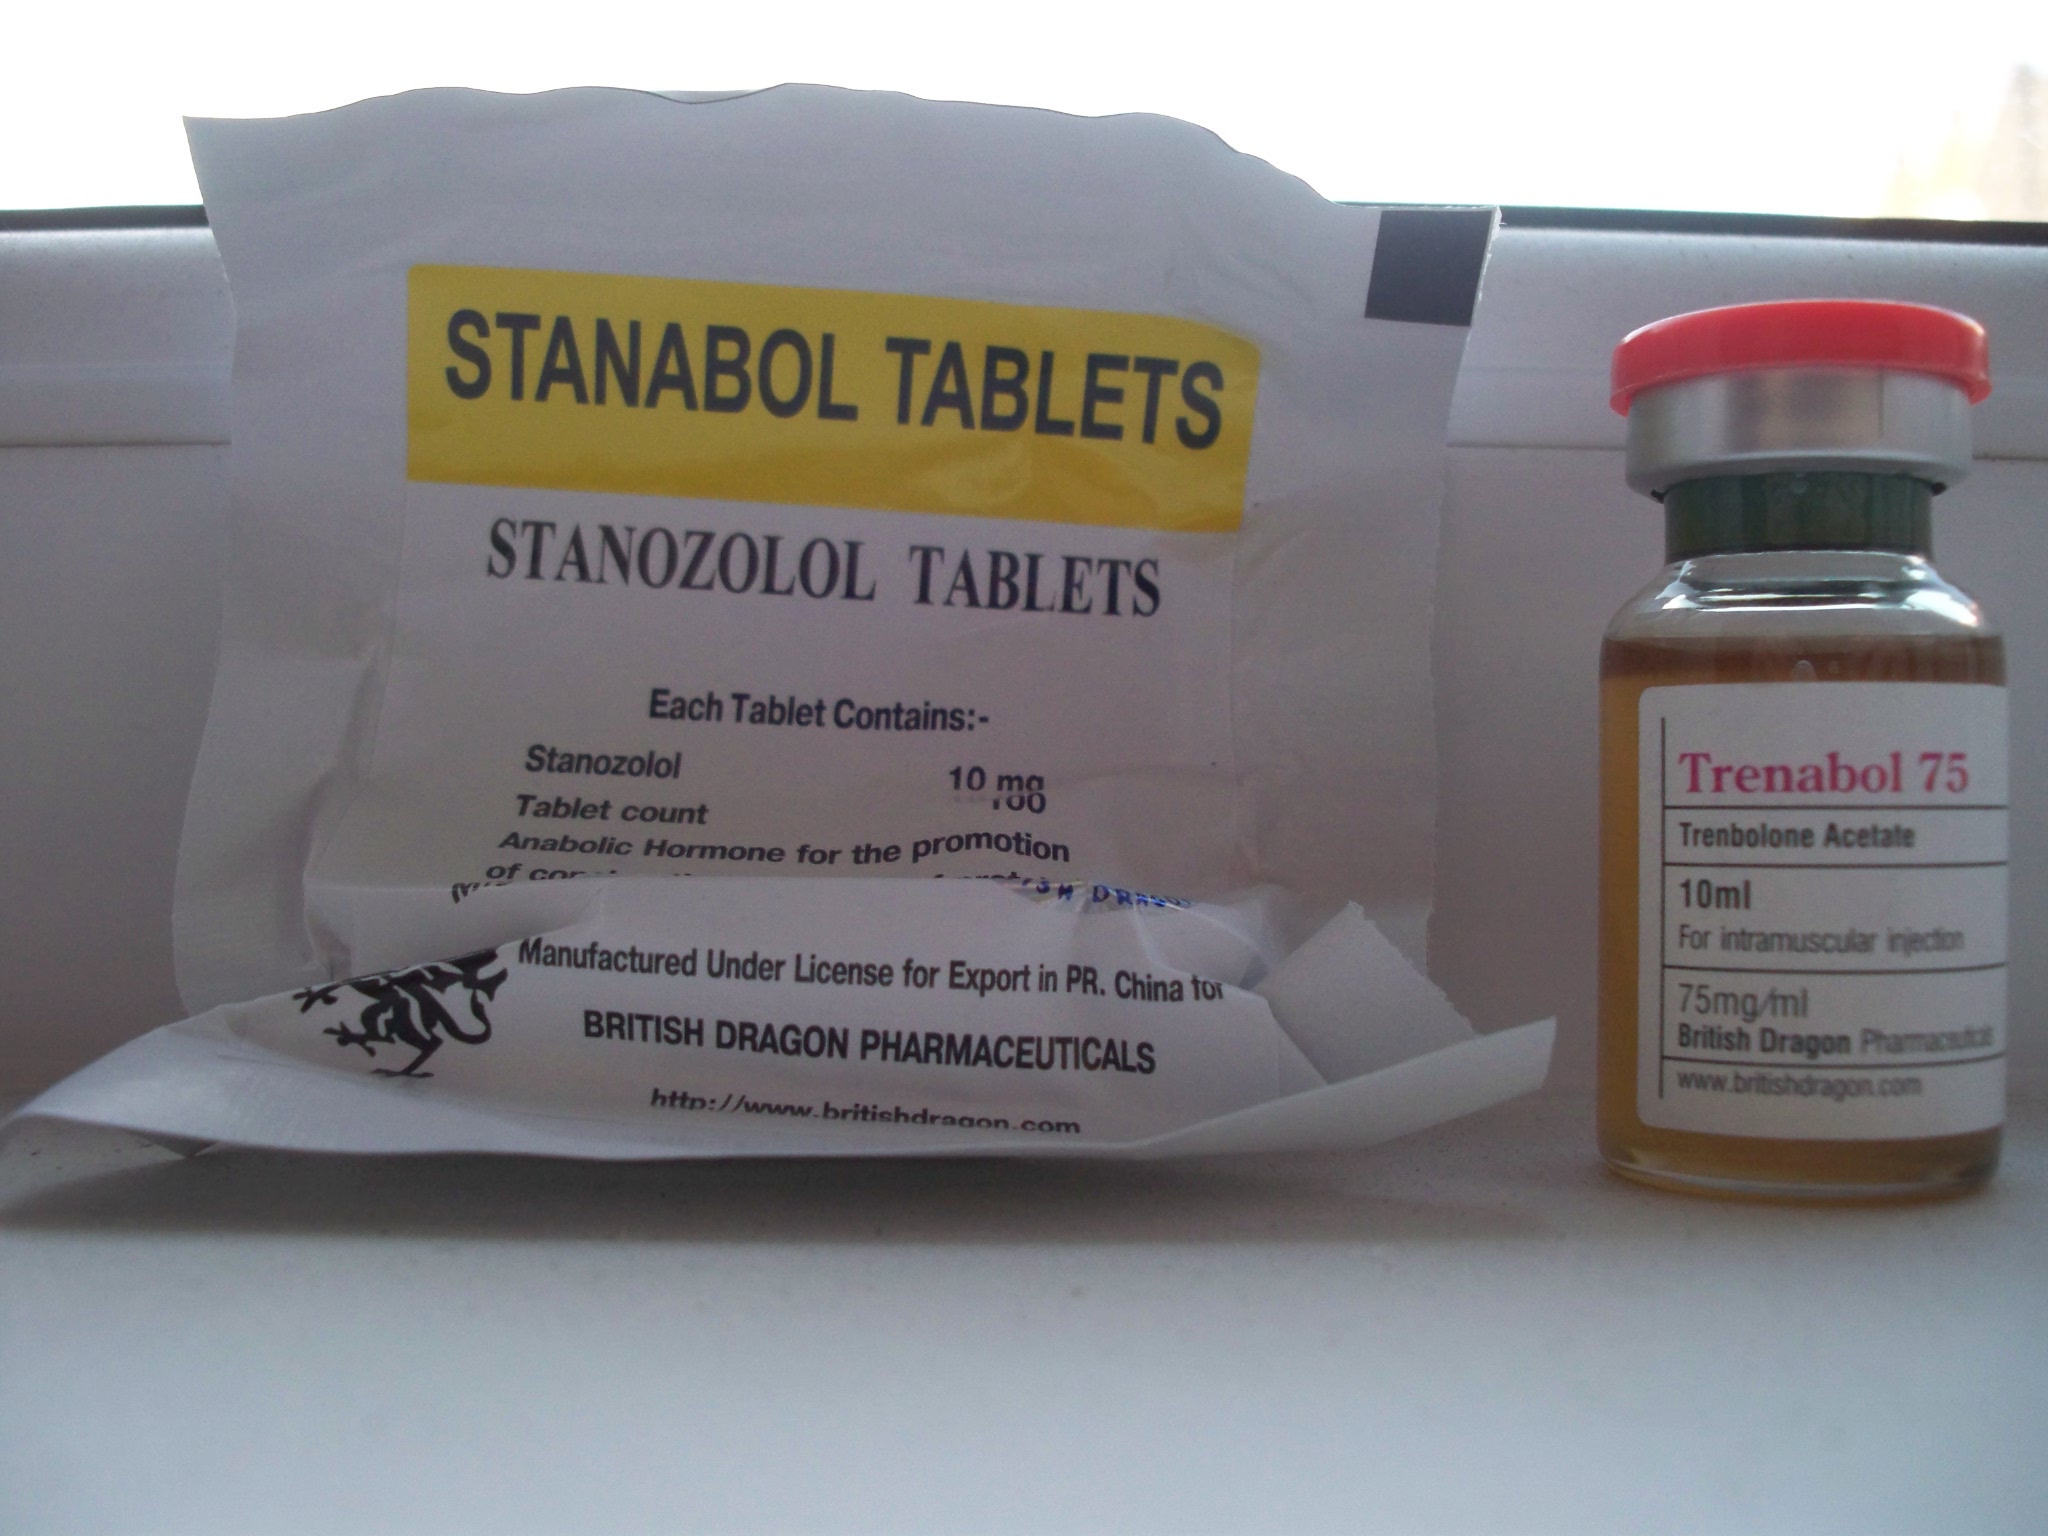 STANABOL TABLETS
STANOZOLOL TABLETS
Each Tablet Contains:-
Stanozolol 10 mg
Tablet count 100
Anabolic Hormone for the promotion
of
DRAGON
Manufactured Under License for Export in PR. China for
BRITISH DRAGON PHARMACEUTICALS
http://www.britishdragon.com
Trenabol 75
Trenbolone Acetate
10ml
For intramuscular injection
75mg/ml
British Dragon Pharmaceuticals
www.britishdragon.com